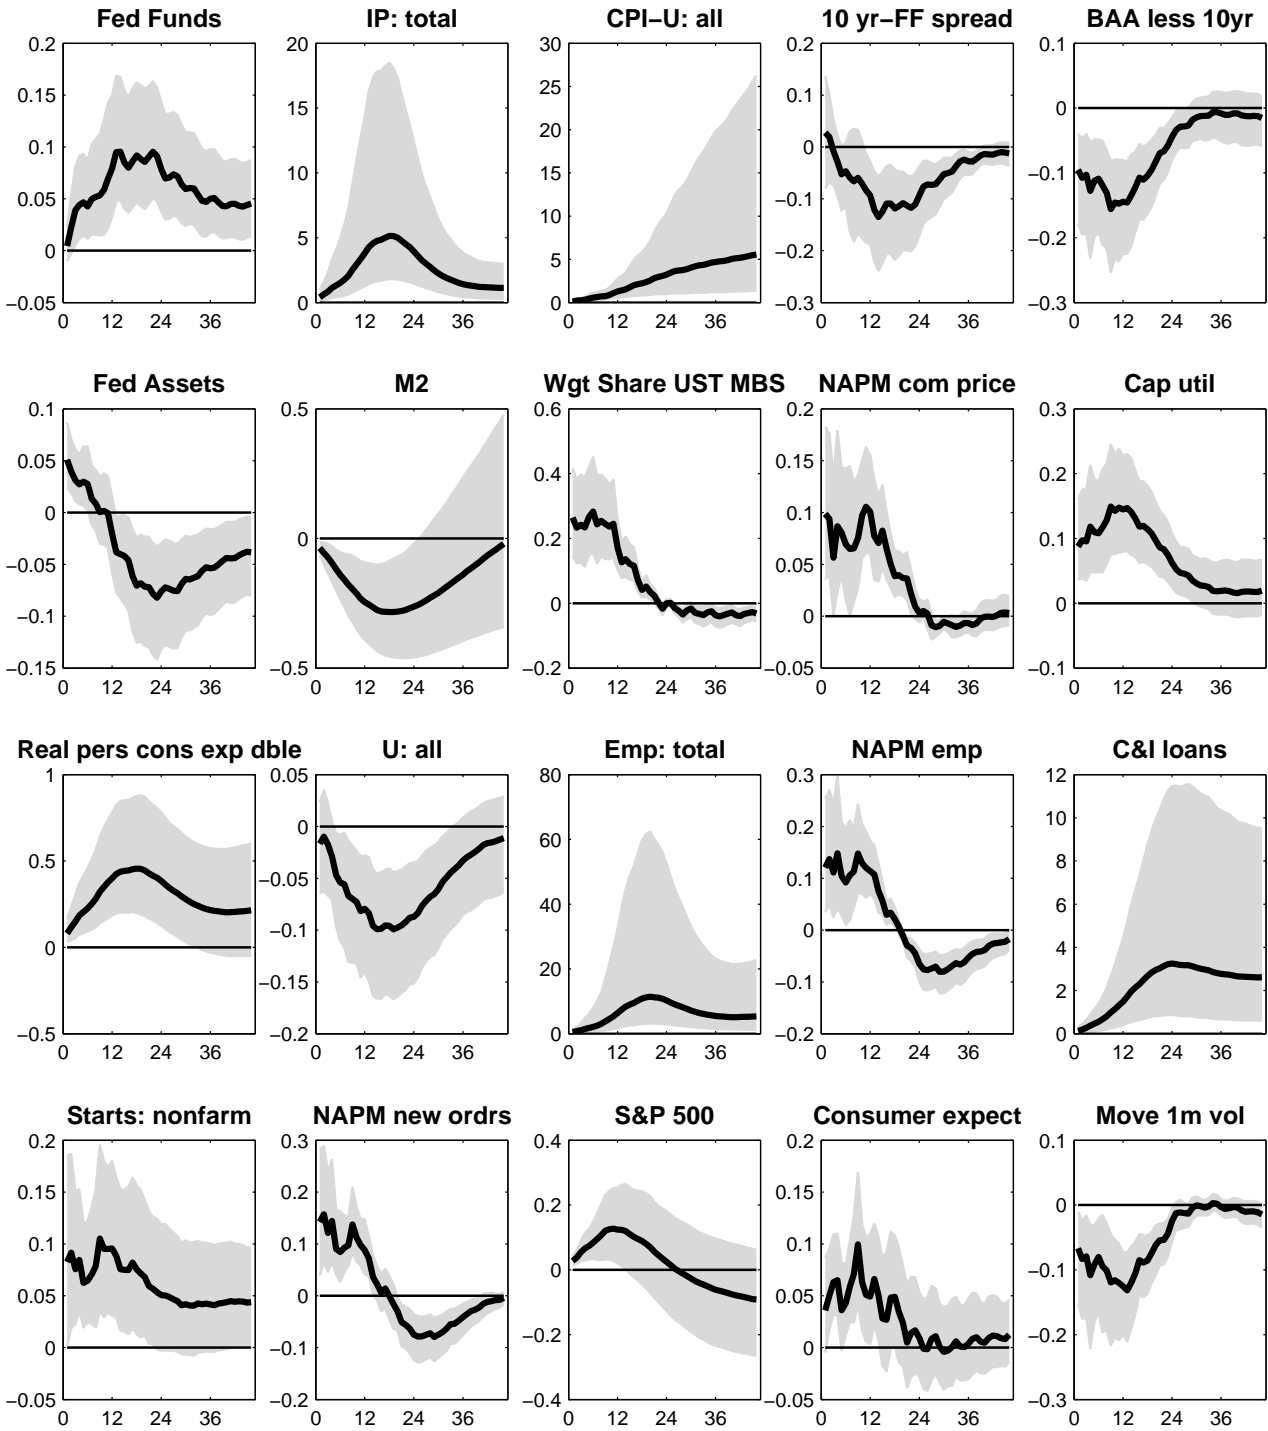 Fed Funds IP: total CPI−U: all 10 yr−FF spread BAA less 10yr
0.2 20 30 0.2 0.1
0.15 25 0.1 0
15 20
0.1 0 −0.1
10 15
0.05 −0.1
10 −0.2
0 5 5 −0.2
−0.05 0 0 −0.3 −0.3
0 12 24 36 0 12 24 36 0 12 24 36 0 12 24 36 0 12 24 36
Fed Assets M2 Wgt Share UST MBS NAPM com price Cap util
0.1 0.5 0.6 0.2 0.3
0.05 0.4 0.15 0.2
0 0 0.1
0.2 0.1
−0.05 0.05
−0.1 0 0 0
−0.15 −0.5 −0.2 −0.05 −0.1
0 12 24 36 0 12 24 36 0 12 24 36 0 12 24 36 0 12 24 36
Real pers cons exp dble U: all Emp: total NAPM emp C&I loans
1 0.05 80 0.3 12
0 0.2 10
60
0.5 −0.05 8
40 0.1 6
−0.1
0 0 4
−0.15 20 −0.1 2
−0.5 −0.2 0 −0.2 0
0 12 24 36 0 12 24 36 0 12 24 36 0 12 24 36 0 12 24 36
Starts: nonfarm NAPM new ordrs S&P 500 Consumer expect Move 1m vol
0.2 0.3 0.4 0.2 0.1
0.15 0.2 0.2 0.15 0
0.1 0.1 0.1
0 −0.1
0.05 0 0.05
0 −0.1 −0.2 0 −0.2
−0.05 −0.2 −0.4 −0.05 −0.3
0 12 24 36 0 12 24 36 0 12 24 36 0 12 24 36 0 12 24 36